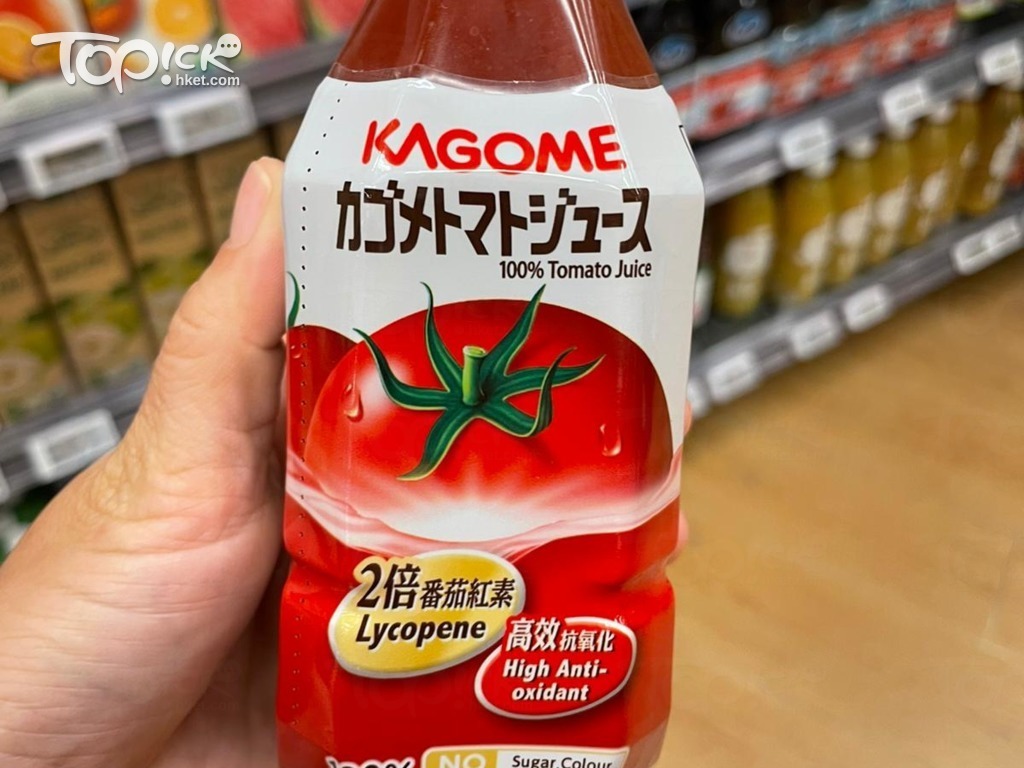 TOPICK
hket.com
KAGOME
カゴメトマトジュース
100% Tomato Juice
2倍番茄紅素
Lycopene
高效抗氧化
High Anti-
oxidant
NO
Sugar, Colour